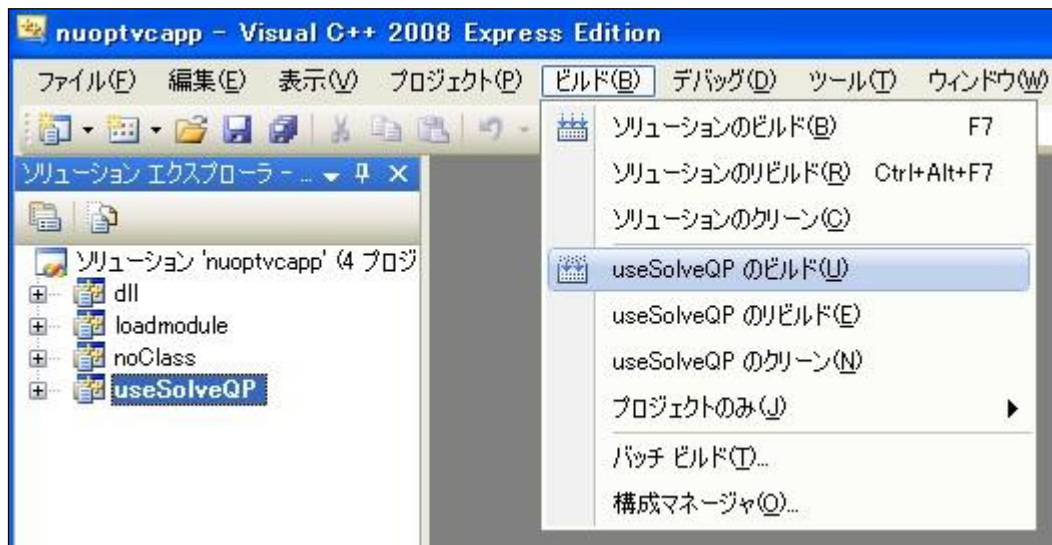 nuoptvcapp - Visual C++ 2008 Express Edition
ファイル(F) 編集(E) 表示(V) プロジェクト(P) ビルド(B) デバッグ(D) ツール(T) ウィンドウ(W)
ソリューション エクスプローラ - ...
ソリューション 'nuoptvcapp' (4 プロジ
dll
loadmodule
noClass
useSolveQP
ソリューションのビルド(B) F7
ソリューションのリビルド(R) Ctrl+Alt+F7
ソリューションのクリーン(C)
useSolveQP のビルド(U)
useSolveQP のリビルド(E)
useSolveQP のクリーン(N)
プロジェクトのみ(J)
バッチ ビルド(T)...
構成マネージャ(O)...